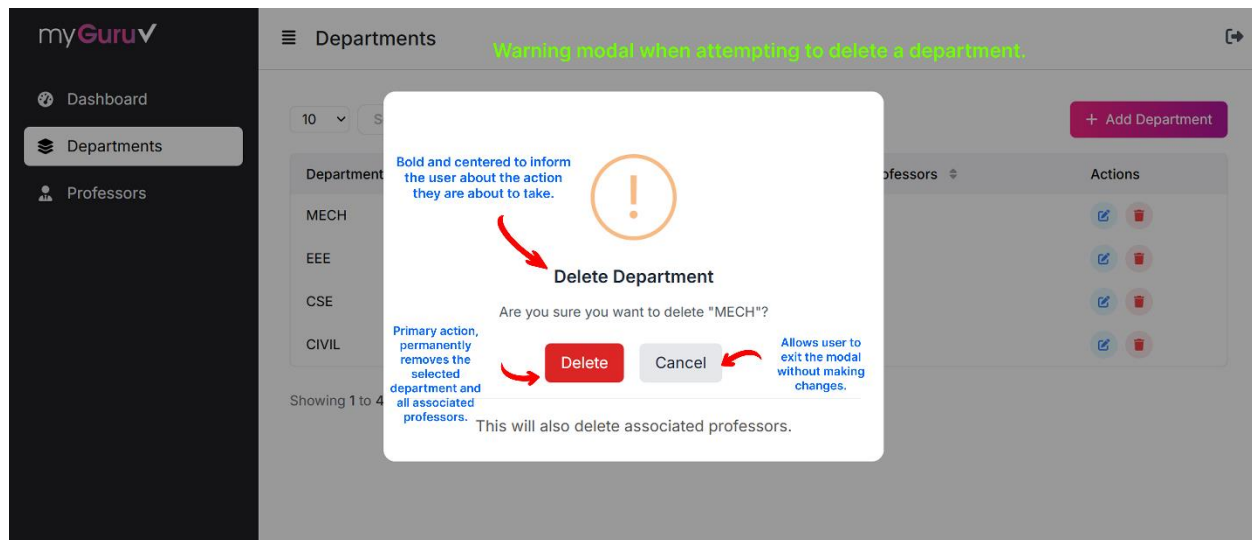 myGuru✓
Departments
Warning modal when attempting to delete a department.
Dashboard
Departments
Professors
10
S
+ Add Department
Department
ofessors
Actions
MECH
EEE
CSE
CIVIL
Showing 1 to 4
Bold and centered to inform
the user about the action
they are about to take.
!
Delete Department
Are you sure you want to delete "MECH"?
Primary action,
permanently
removes the
selected
department and
all associated
professors.
Delete
Cancel
Allows user to
exit the modal
without making
changes.
This will also delete associated professors.